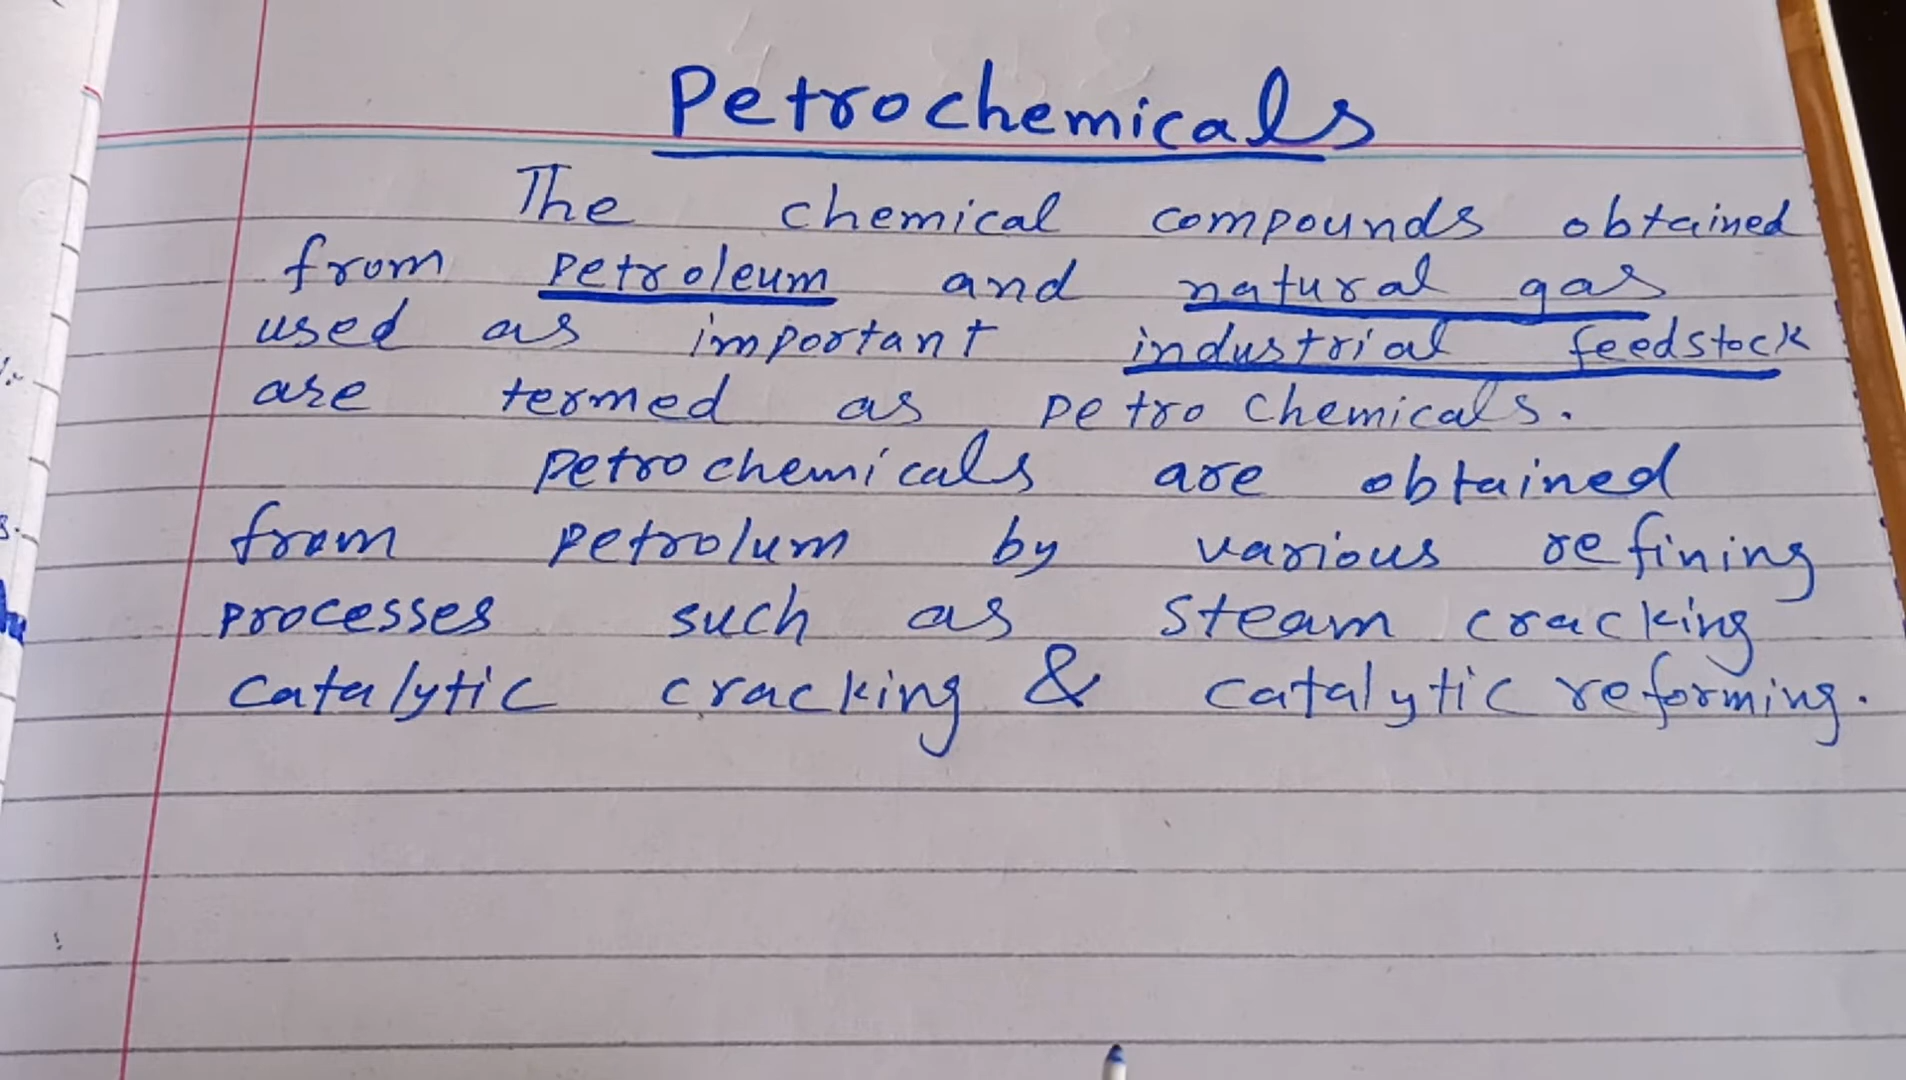 Petrochemicals
The chemical compounds obtained
from petroleum and natural gas
used as important industrial feedstock
are termed as petro chemicals.
petrochemicals are obtained
from petrolum by various refining
processes such as steam cracking
catalytic cracking & catalytic reforming.